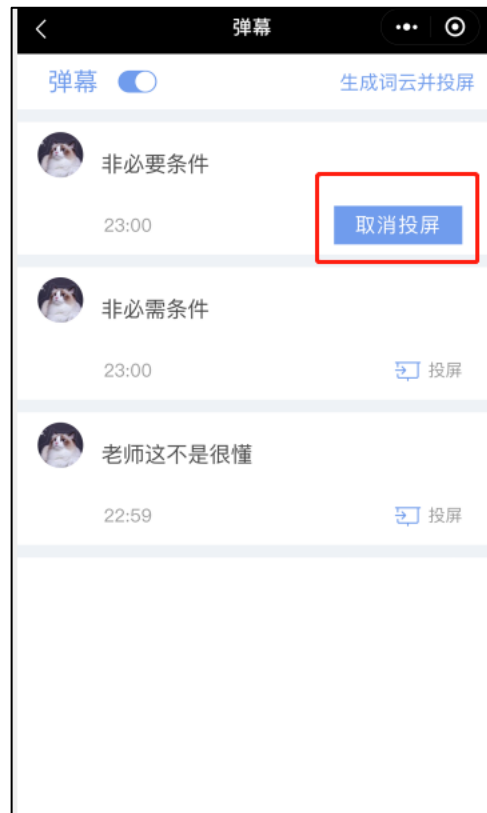 弹幕
弹幕 生成词云并投屏
非必要条件
23:00 取消投屏
非必需条件
23:00 投屏
老师这不是很懂
22:59 投屏